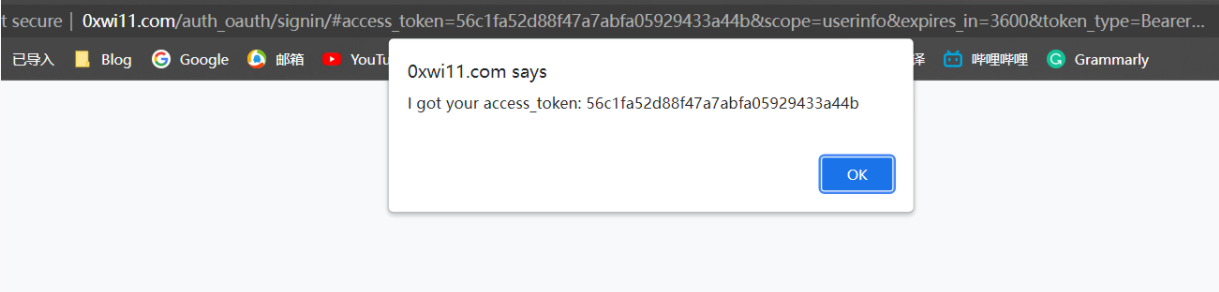 t secure | 0xwi11.com/auth_oauth/signin/#access_token=56c1fa52d88f47a7abfa05929433a44b&scope=userinfo&expires_in=3600&token_type=Bearer...
已导入 Blog Google 邮箱 YouTu 译 哔哩哔哩 Grammarly
0xwi11.com says
I got your access_token: 56c1fa52d88f47a7abfa05929433a44b
OK